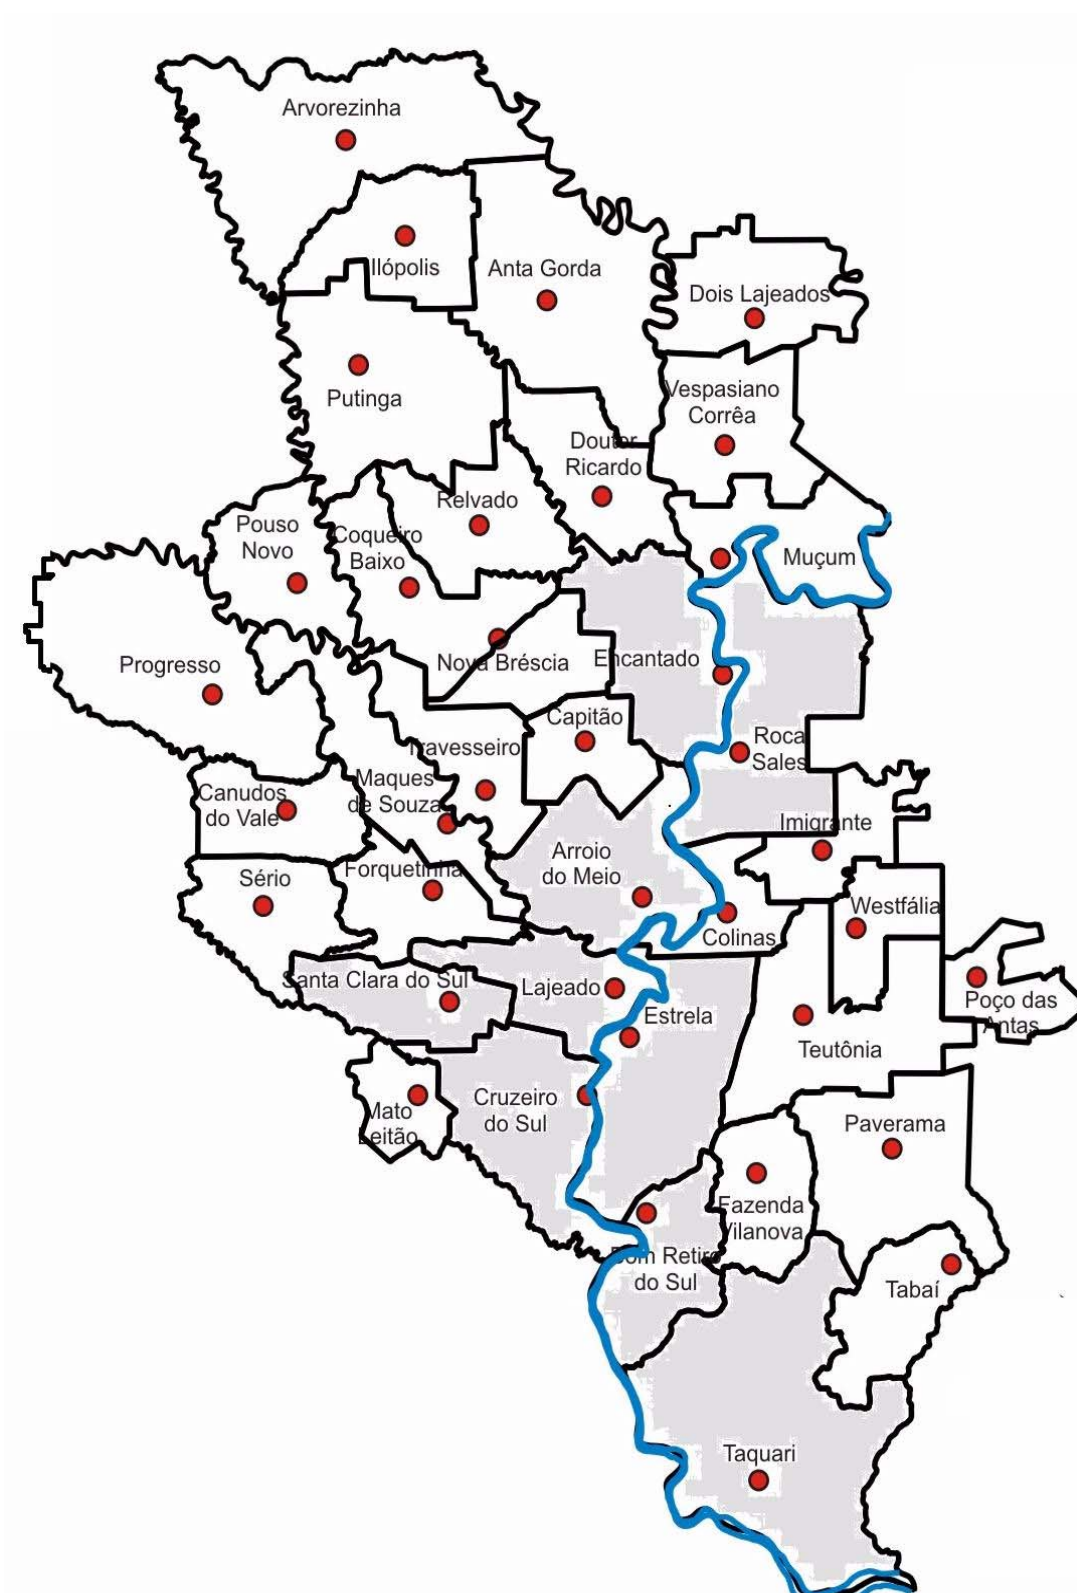 Arvorezinha
Ilópolis
Anta Gorda
Dois Lajeados
Putinga
Vespasiano
Corrêa
Douter
Ricardo
Relvado
Pouso
Novo
Coqueiro
Baixo
Muçum
Progresso
Nova Bréscia
Encantado
Capitão
Travesseiro
Roca
Sales
Maques
de Souza
Canudos
do Vale
Imigrante
Arroio
do Meio
Forquetinha
Sério
Westfália
Colinas
Santa Clara do Sul
Lajeado
Estrela
Poço das
Antas
Teutônia
Cruzeiro
do Sul
Mato
Leitão
Paverama
Fazenda
Vilanova
Bom Retiro
do Sul
Tabaí
Taquari